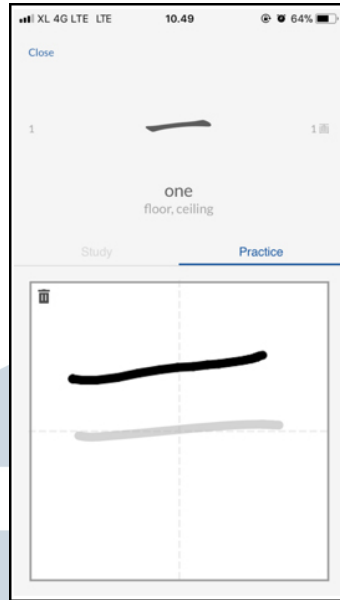 XL 4G LTE LTE 10.49 64%
Close
1 一 1画
one
floor, ceiling
Study Practice